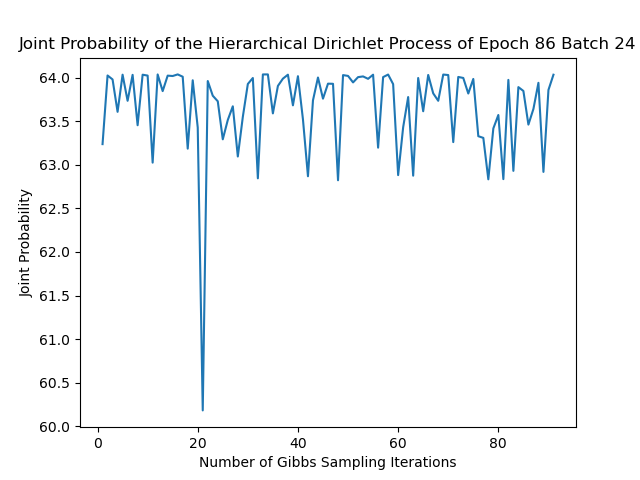 Joint Probability of the Hierarchical Dirichlet Process of Epoch 86 Batch 24
64.0
63.5
63.0
62.5
62.0
61.5
61.0
60.5
60.0
Joint Probability
0 20 40 60 80
Number of Gibbs Sampling Iterations